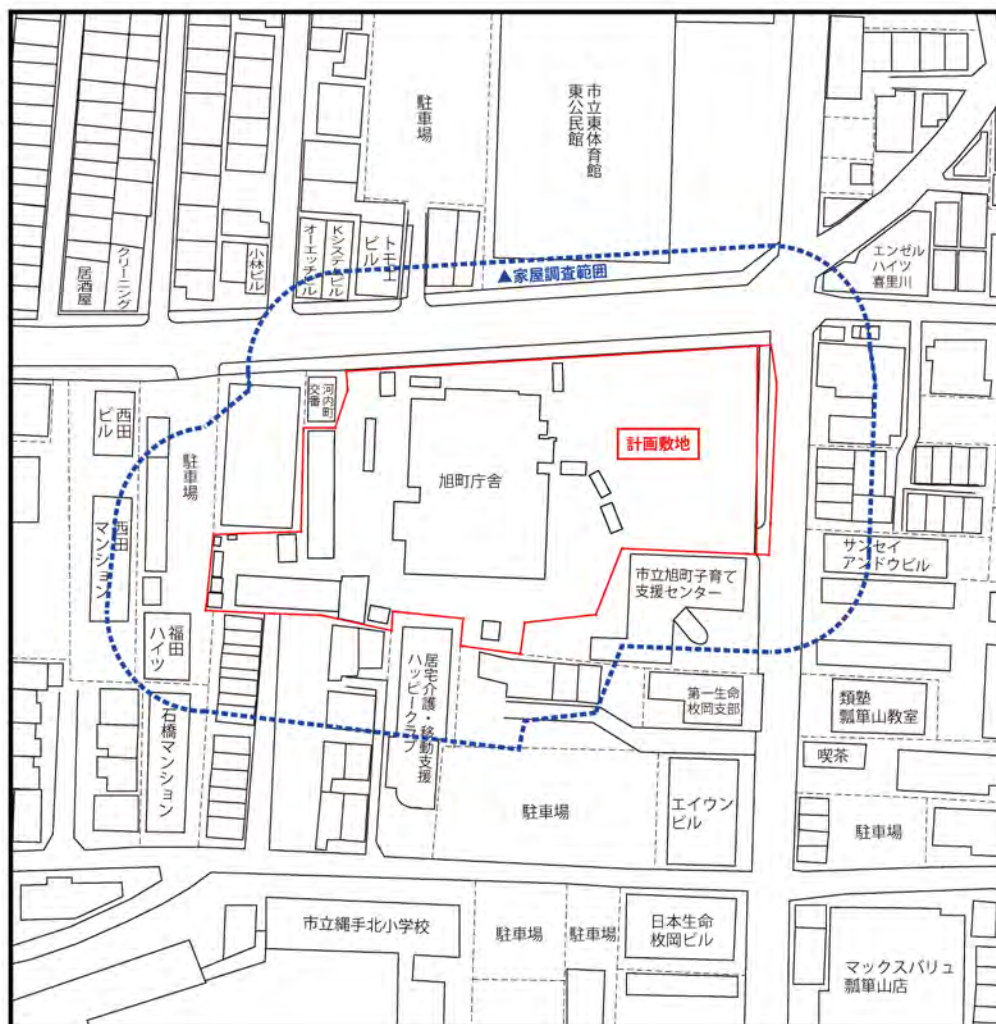 駐車場
市立東体育館
東公民館
クリーニング
居酒屋
小林ビル
オーエッチビル
Kシステムビル
トモエ
ビル
▲家屋調査範囲
エンゼル
ハイツ
喜里川
河内町
交番
西田
ビル
駐車場
旭町庁舎
計画敷地
西田
マンション
サンセイ
アンドウビル
市立旭町子育て
支援センター
福田
ハイツ
居宅介護・移動支援
ハッピークラブ
第一生命
枚岡支部
類塾
瓢箪山教室
石橋マンション
喫茶
駐車場
エイウン
ビル
駐車場
市立縄手北小学校
駐車場
駐車場
日本生命
枚岡ビル
マックスバリュ
瓢箪山店